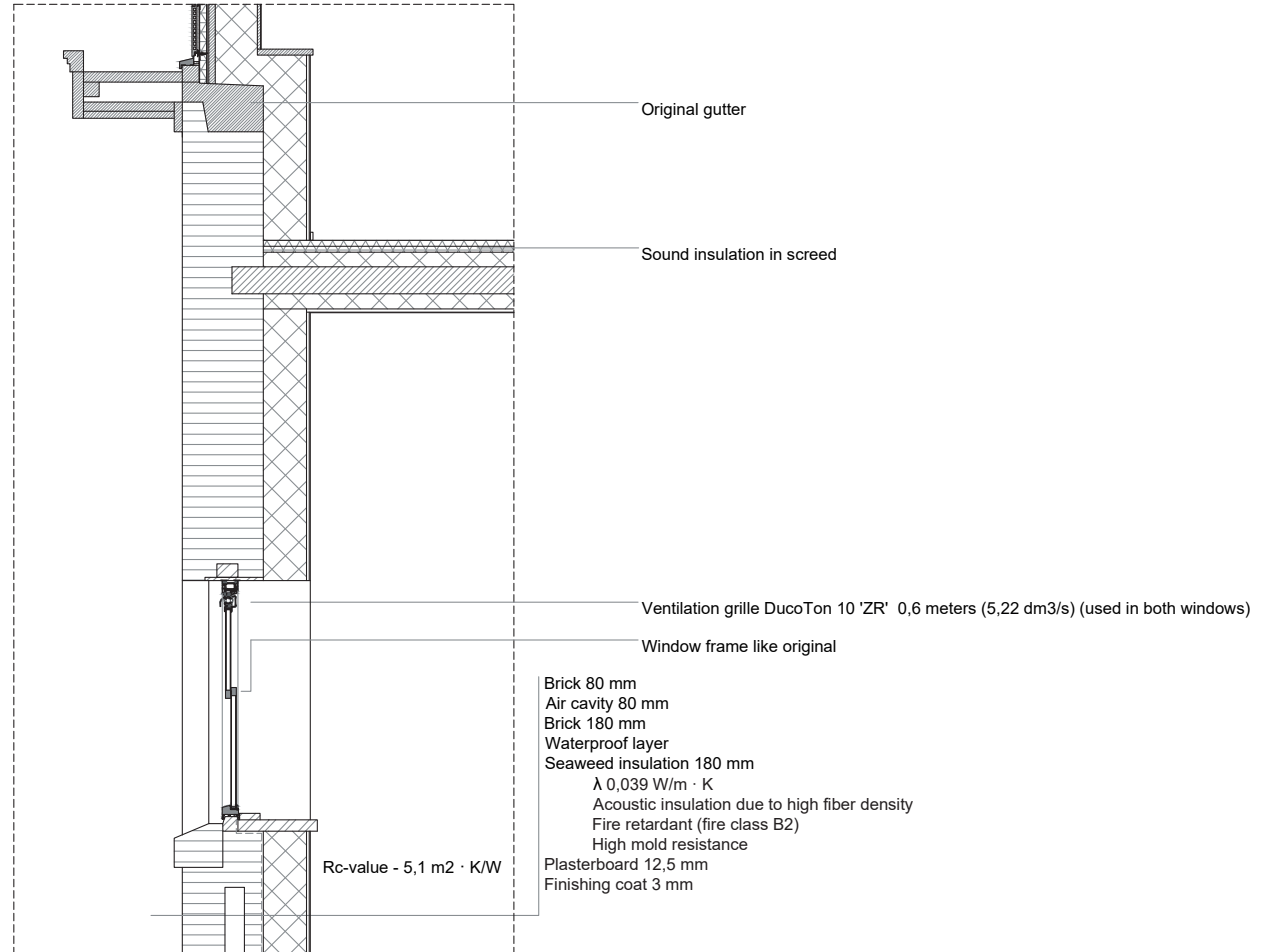 Original gutter
Sound insulation in screed
Ventilation grille DucoTon 10 'ZR' 0,6 meters (5,22 dm3/s) (used in both windows)
Window frame like original
Brick 80 mm
Air cavity 80 mm
Brick 180 mm
Waterproof layer
Seaweed insulation 180 mm
λ 0,039 W/m · K
Acoustic insulation due to high fiber density
Fire retardant (fire class B2)
High mold resistance
Plasterboard 12,5 mm
Finishing coat 3 mm
Rc-value - 5,1 m2 · K/W